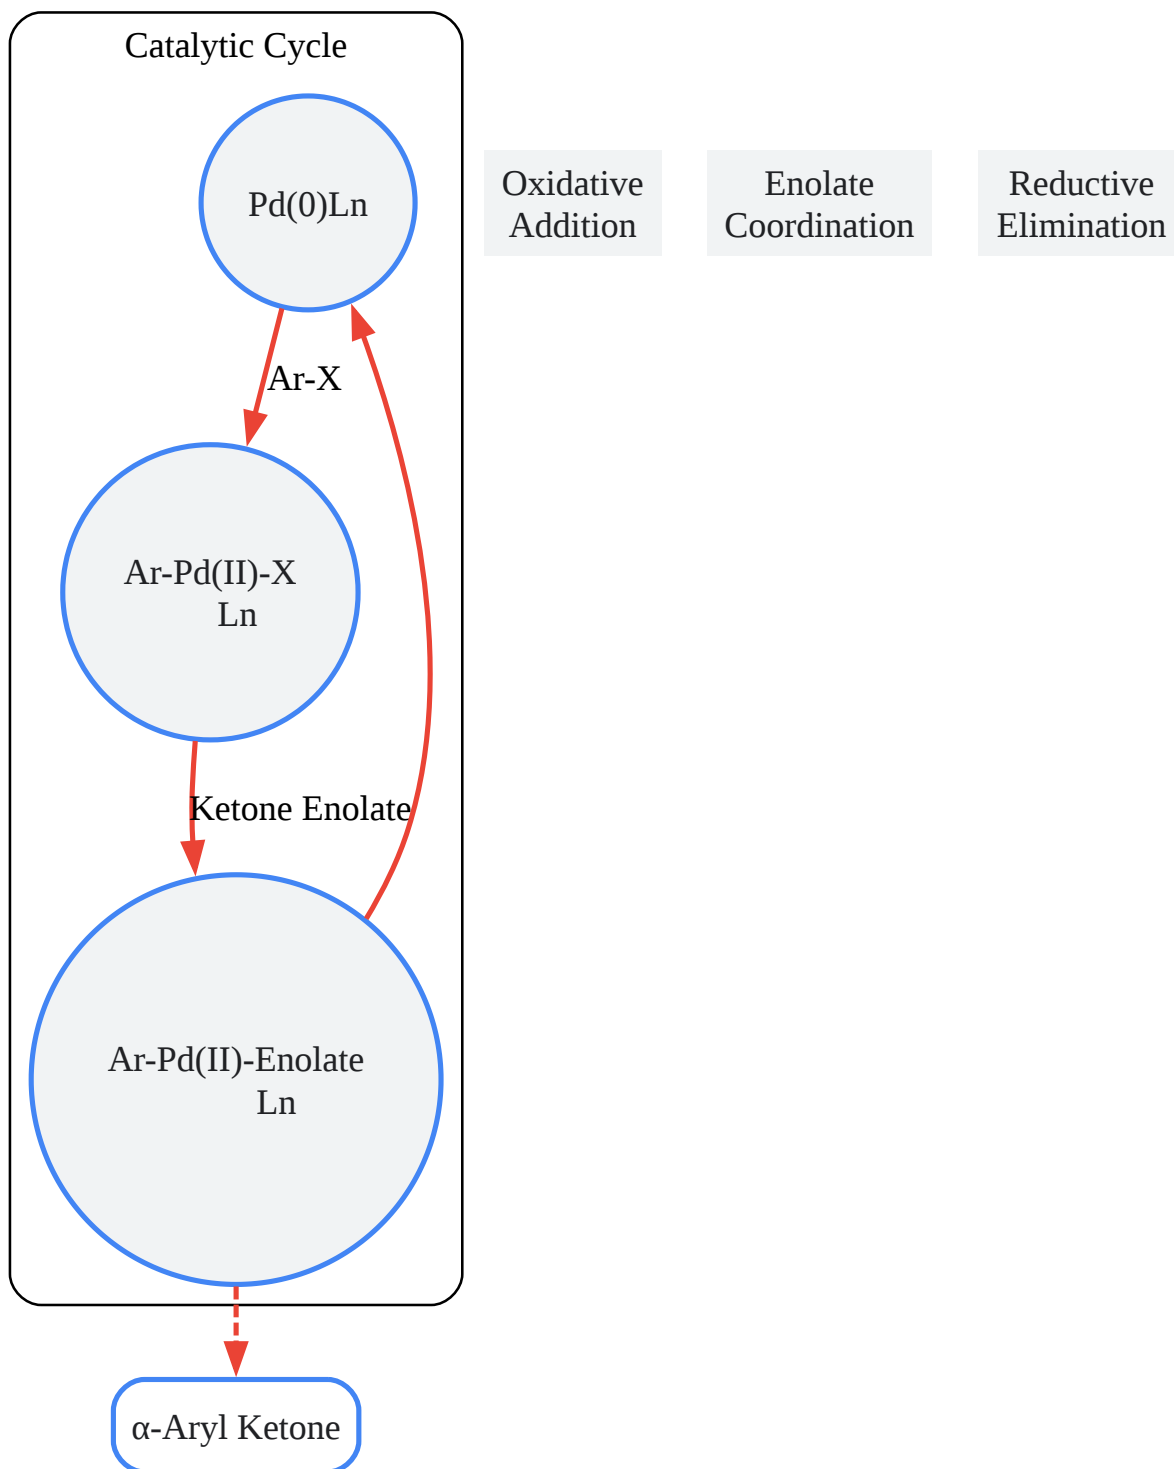 Catalytic Cycle
Pd(0)Ln
Oxidative
Addition
Enolate
Coordination
Reductive
Elimination
Ar-X
Ar-Pd(II)-X
Ln
Ketone Enolate
Ar-Pd(II)-Enolate
Ln
α-Aryl Ketone